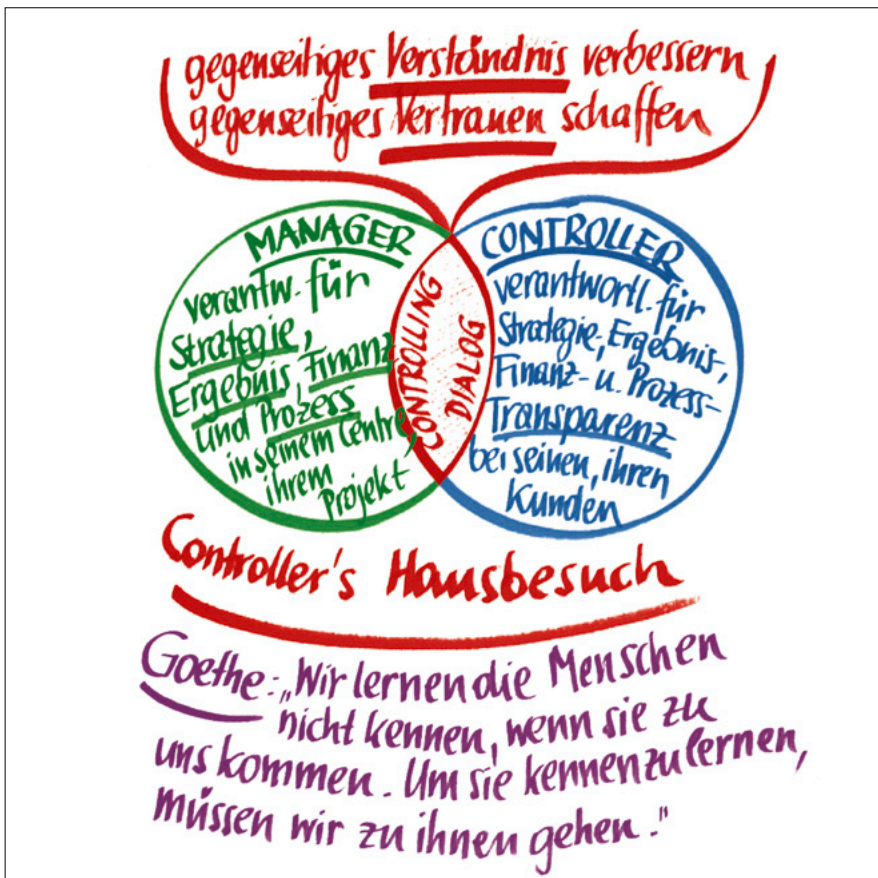 gegenseitiges Verständnis verbessern
gegenseitiges Vertrauen schaffen
MANAGER
verantw. für
Strategie,
Ergebnis, Finanz
und Prozess
in seinem Centre,
ihrem
Projekt
CONTROLLING
DIALOG
CONTROLLER
verantwortl. für
Strategie-, Ergebnis-,
Finanz- u. Prozess-
Transparenz
bei seinen, ihren
Kunden
Controller's Hausbesuch
Goethe: „Wir lernen die Menschen
nicht kennen, wenn sie zu
uns kommen. Um sie kennenzulernen,
müssen wir zu ihnen gehen."